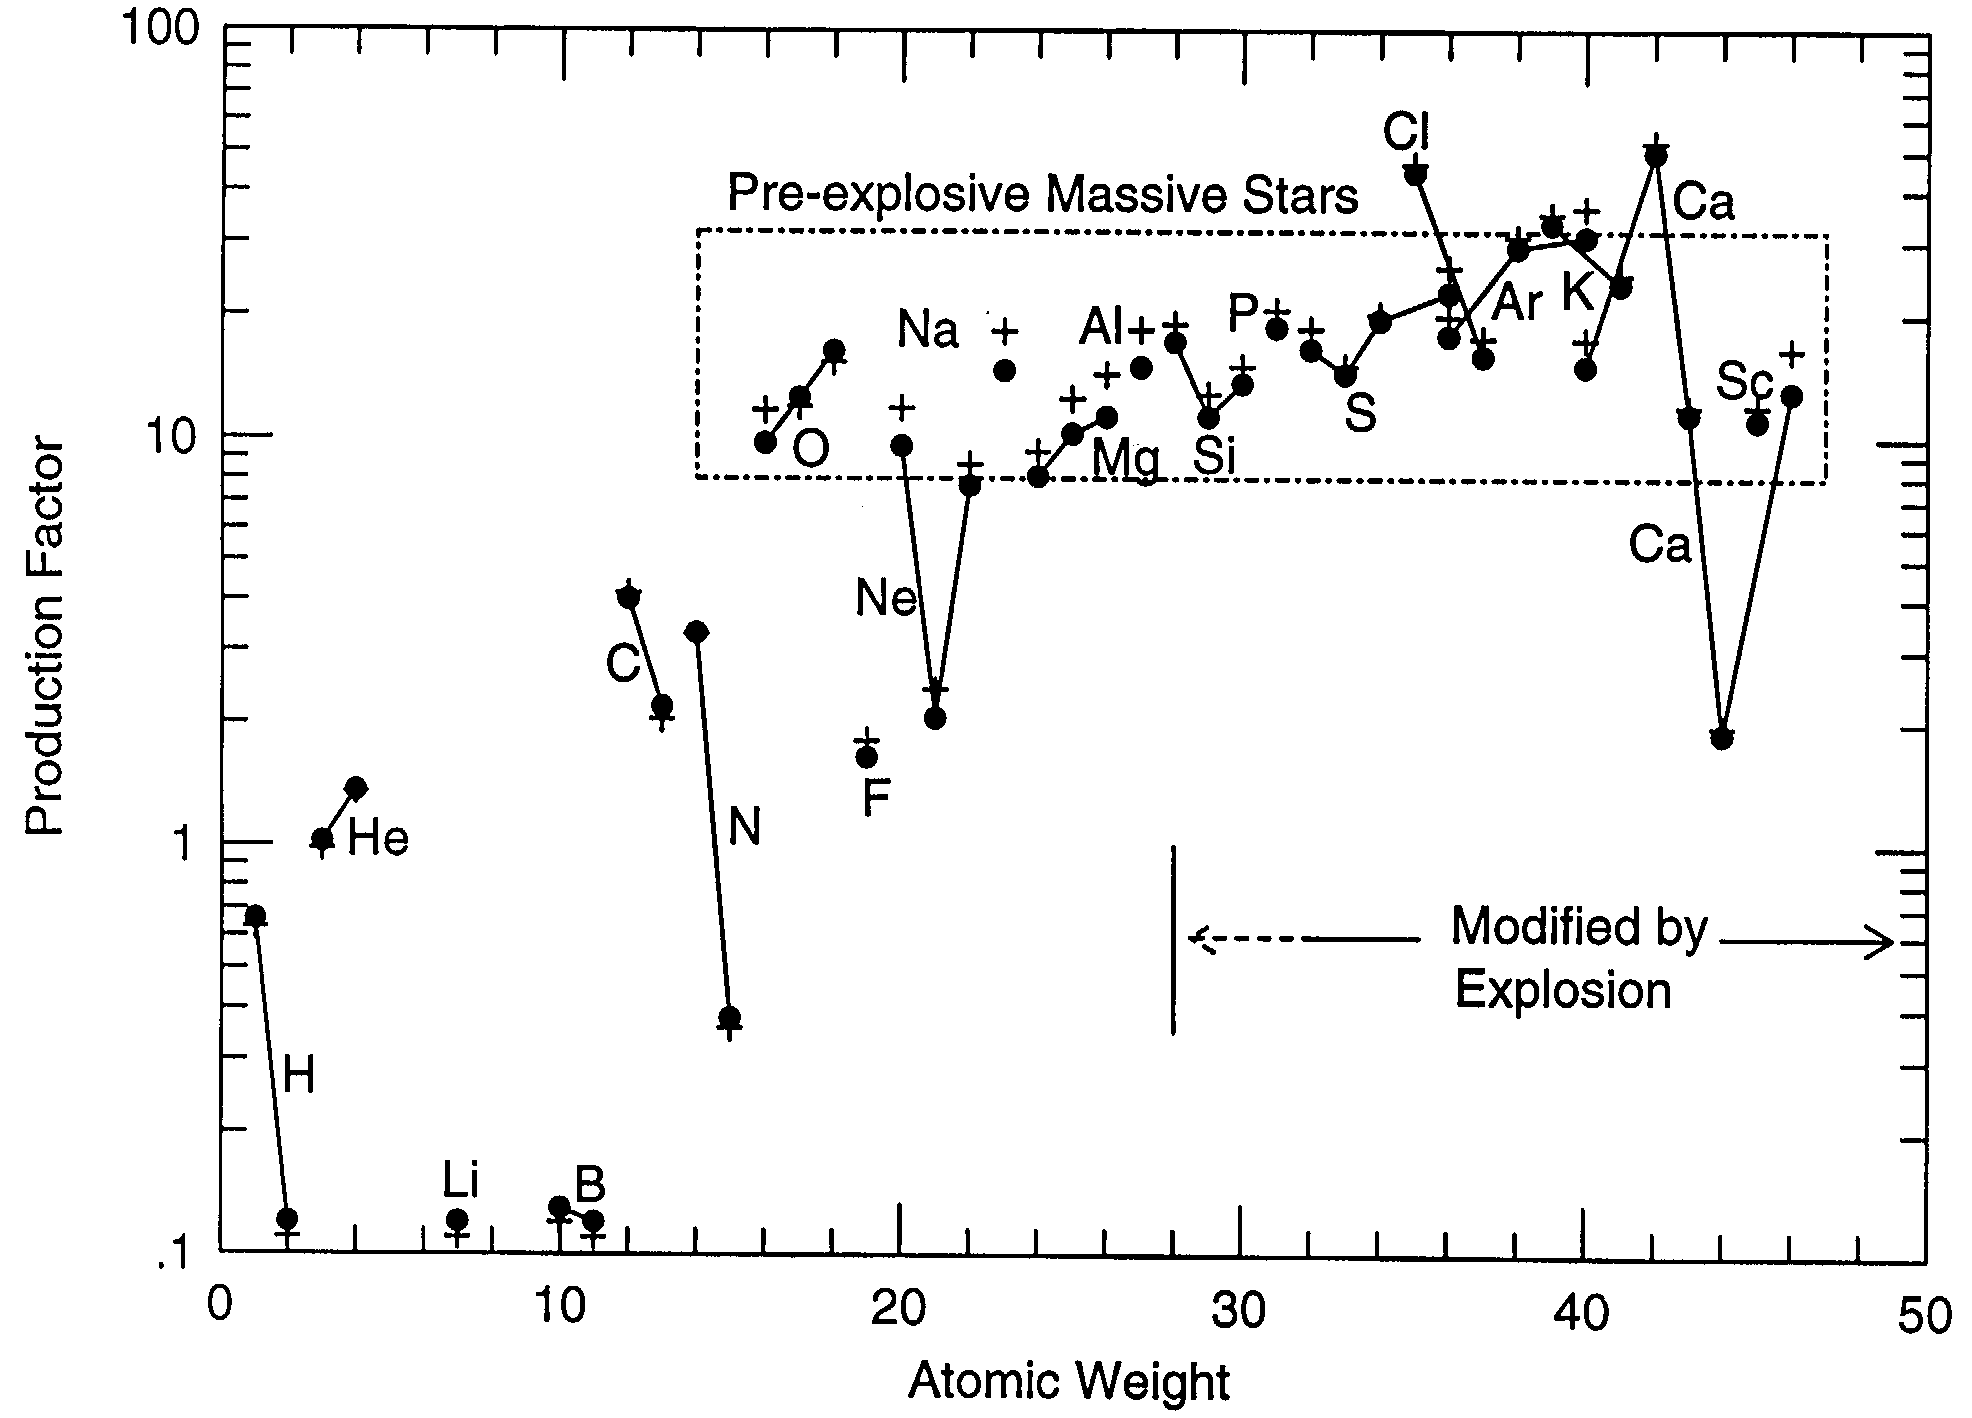 100
10
1
.1
Production Factor
Pre-explosive Massive Stars
Cl
Ca
Na
Al
P
Ar
K
O
Mg
Si
S
Sc
Ne
Ca
C
F
N
He
H
Li
B
Modified by
Explosion
0
10
20
30
40
50
Atomic Weight